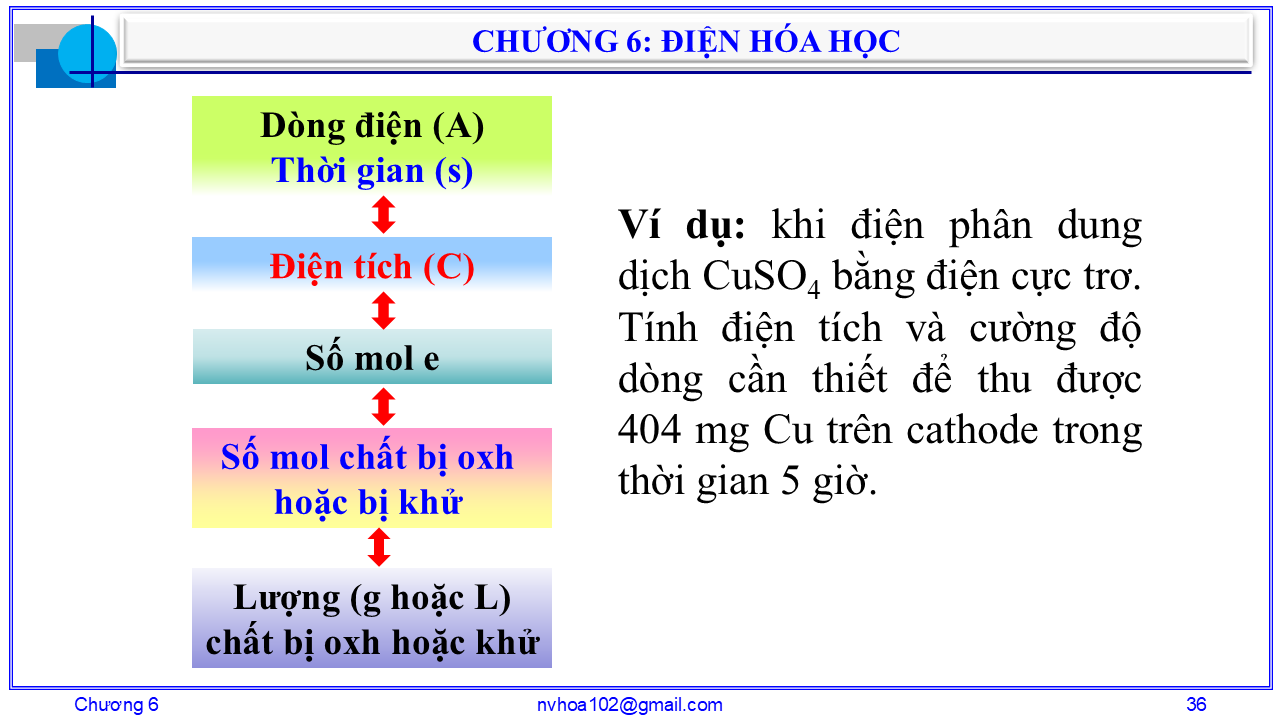 CHƯƠNG 6: ĐIỆN HÓA HỌC
Dòng điện (A)
Thời gian (s)
Điện tích (C)
Số mol e
Số mol chất bị oxh
hoặc bị khử
Lượng (g hoặc L)
chất bị oxh hoặc khử
Ví dụ: khi điện phân dung
dịch CuSO₄ bằng điện cực trơ.
Tính điện tích và cường độ
dòng cần thiết để thu được
404 mg Cu trên cathode trong
thời gian 5 giờ.
Chương 6
nvhoa102@gmail.com
36